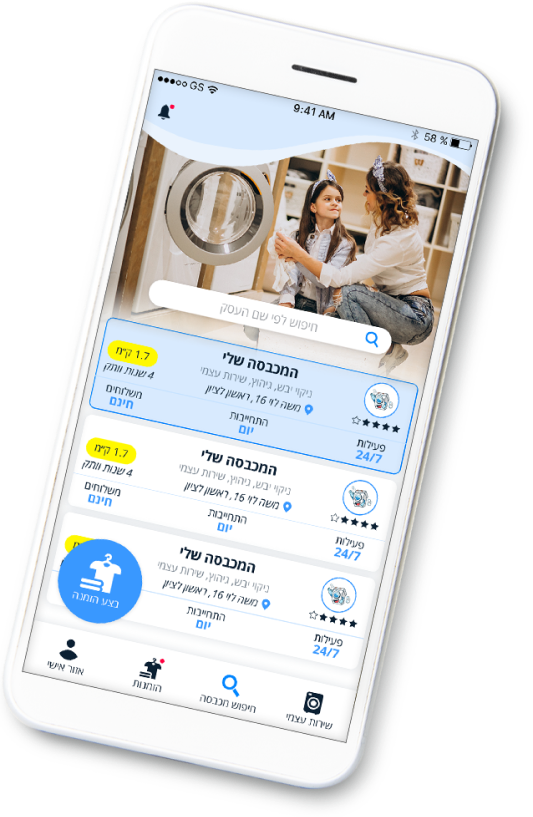 GS
9:41 AM
58 %
חיפוש לפי שם העסק
המכבסה שלי
1.7 ק״מ
ניקוי יבש, גיהוץ, שירות עצמי
4 שנות וותק
משה לוי 16, ראשון לציון
פעילות
24/7
התחייבות
יום
משלוחים
חינם
המכבסה שלי
1.7 ק״מ
ניקוי יבש, גיהוץ, שירות עצמי
4 שנות וותק
משה לוי 16, ראשון לציון
פעילות
24/7
התחייבות
יום
משלוחים
חינם
המכבסה שלי
ניקוי יבש, גיהוץ, שירות עצמי
משה לוי 16, ראשון לציון
פעילות
24/7
התחייבות
יום
בצע הזמנה
שירות עצמי
חיפוש מכבסה
הזמנות
אזור אישי